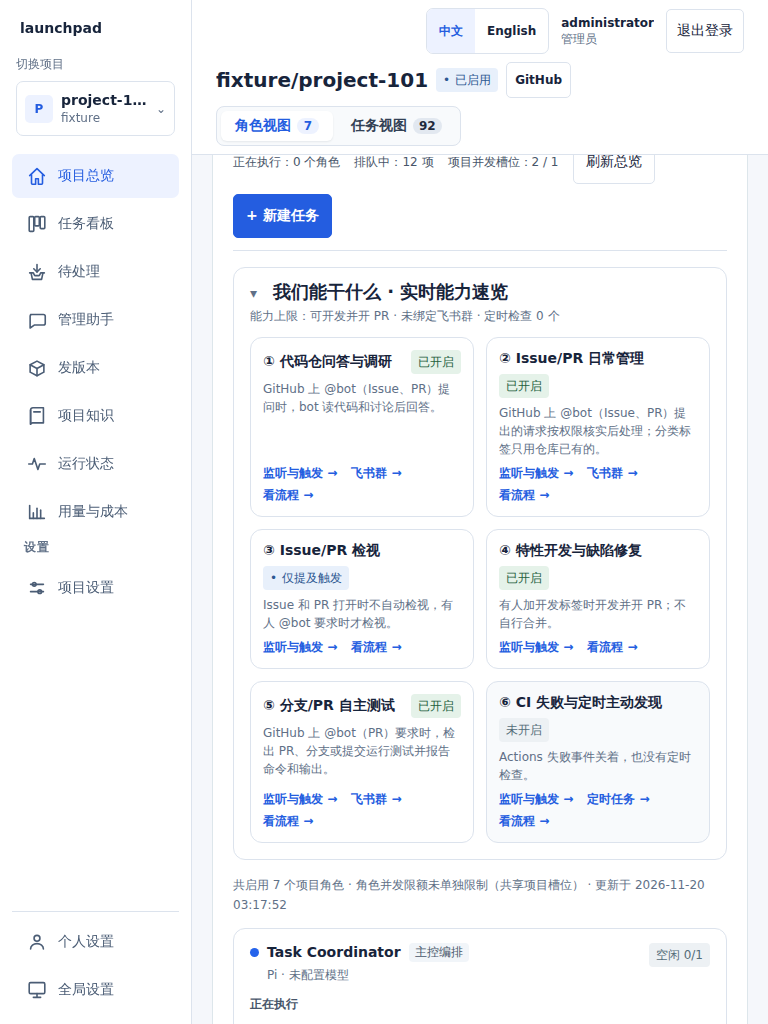 launchpad
切换项目
P
project-1…
fixture
项目总览
任务看板
待处理
管理助手
发版本
项目知识
运行状态
用量与成本
设置
项目设置
个人设置
全局设置
中文
English
administrator
管理员
退出登录
fixture/project-101
• 已启用
GitHub
角色视图 7
任务视图 92
正在执行：0 个角色 排队中：12 项 项目并发槽位：2 / 1
刷新总览
+ 新建任务
▾ 我们能干什么 · 实时能力速览
能力上限：可开发并开 PR · 未绑定飞书群 · 定时检查 0 个
① 代码仓问答与调研
已开启
GitHub 上 @bot（Issue、PR）提
问时，bot 读代码和讨论后回答。
监听与触发 → 飞书群 →
看流程 →
② Issue/PR 日常管理
已开启
GitHub 上 @bot（Issue、PR）提
出的请求按权限核实后处理；分类标
签只用仓库已有的。
监听与触发 → 飞书群 →
看流程 →
③ Issue/PR 检视
• 仅提及触发
Issue 和 PR 打开时不自动检视，有
人 @bot 要求时才检视。
监听与触发 → 看流程 →
④ 特性开发与缺陷修复
已开启
有人加开发标签时开发并开 PR；不
自行合并。
监听与触发 → 看流程 →
⑤ 分支/PR 自主测试
已开启
GitHub 上 @bot（PR）要求时，检
出 PR、分支或提交运行测试并报告
命令和输出。
监听与触发 → 飞书群 →
看流程 →
⑥ CI 失败与定时主动发现
未开启
Actions 失败事件关着，也没有定时
检查。
监听与触发 → 定时任务 →
看流程 →
共启用 7 个项目角色 · 角色并发限额未单独限制（共享项目槽位） · 更新于 2026-11-20
03:17:52
Task Coordinator 主控编排
空闲 0/1
Pi · 未配置模型
正在执行